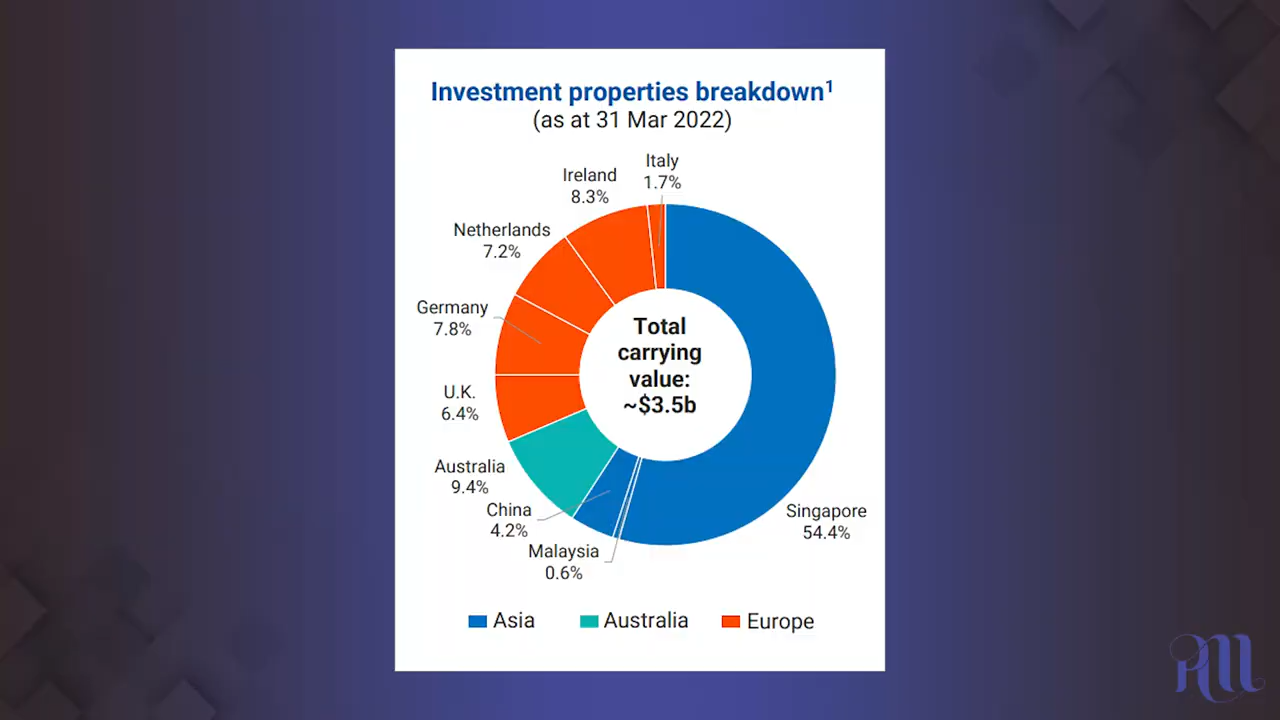 Investment properties breakdown1
(as at 31 Mar 2022)
Italy
1.7%
Ireland
8.3%
Netherlands
7.2%
Germany
7.8%
U.K.
6.4%
Australia
9.4%
China
4.2%
Malaysia
0.6%
Singapore
54.4%
Total
carrying
value:
~$3.5b
Asia
Australia
Europe